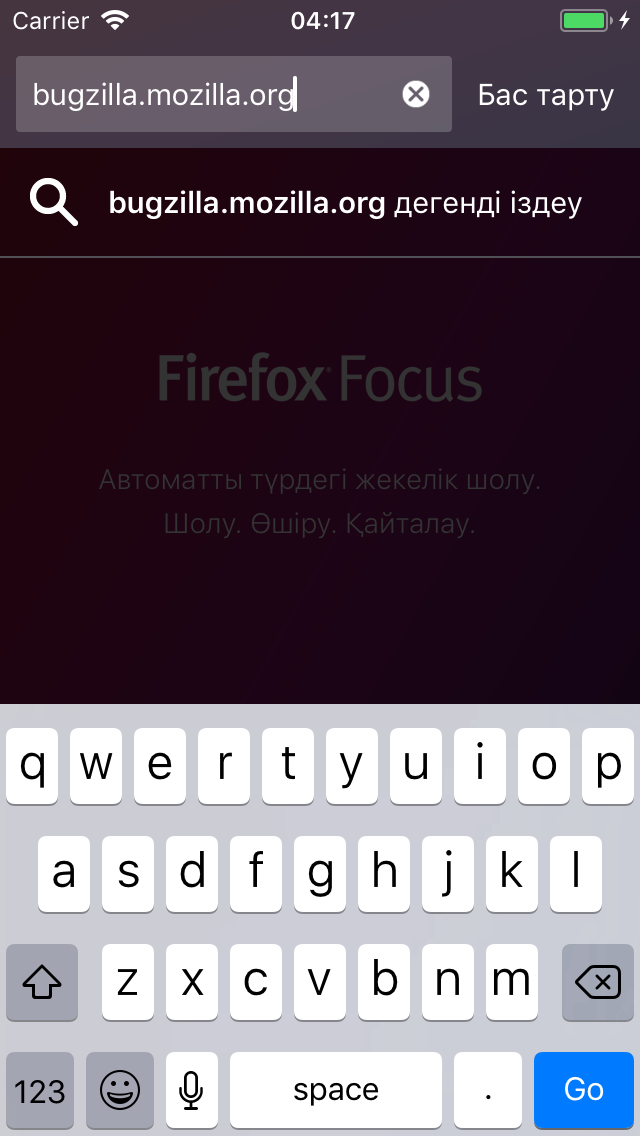 Carrier 04:17
bugzilla.mozilla.org Бас тарту
bugzilla.mozilla.org дегенді іздеу
Firefox Focus
Автоматты түрдегі жекелік шолу.
Шолу. Өшіру. Қайталау.
q w e r t y u i o p
a s d f g h j k l
z x c v b n m
123 space . Go